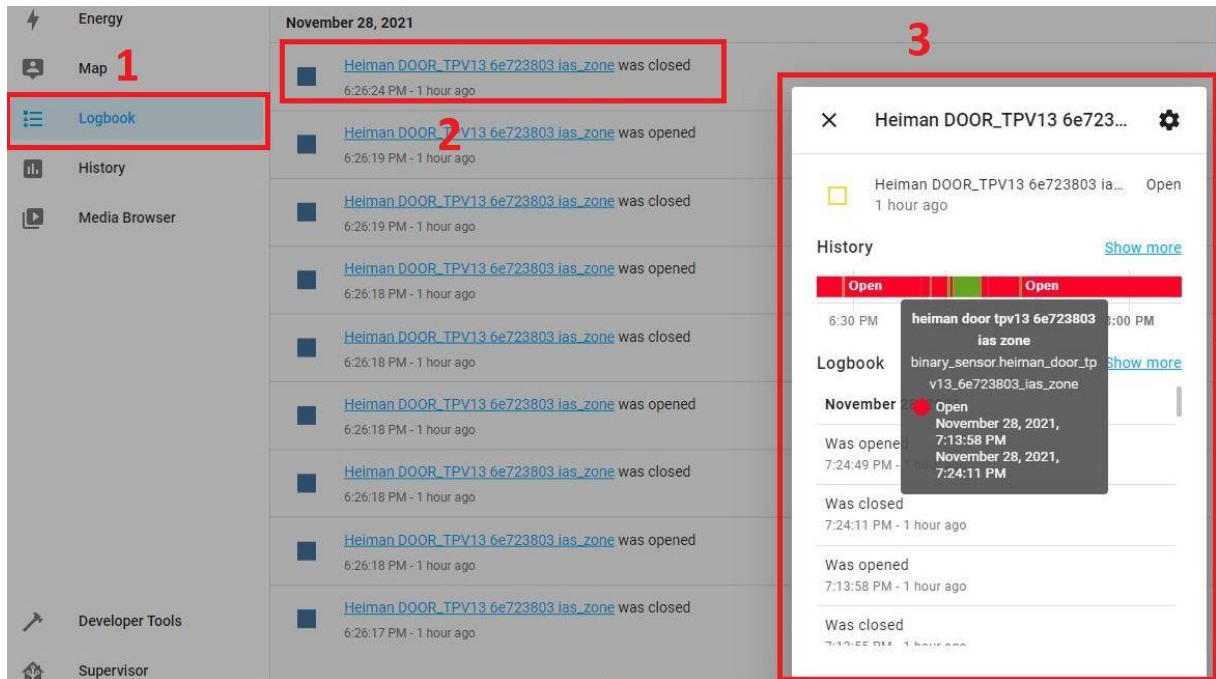 Energy
Map
1
Logbook
History
Media Browser
Developer Tools
Supervisor
November 28, 2021
Heiman DOOR_TPV13 6e723803 ias_zone was closed
6:26:24 PM - 1 hour ago
2
Heiman DOOR_TPV13 6e723803 ias_zone was opened
6:26:19 PM - 1 hour ago
Heiman DOOR_TPV13 6e723803 ias_zone was closed
6:26:19 PM - 1 hour ago
Heiman DOOR_TPV13 6e723803 ias_zone was opened
6:26:18 PM - 1 hour ago
Heiman DOOR_TPV13 6e723803 ias_zone was closed
6:26:18 PM - 1 hour ago
Heiman DOOR_TPV13 6e723803 ias_zone was opened
6:26:18 PM - 1 hour ago
Heiman DOOR_TPV13 6e723803 ias_zone was closed
6:26:18 PM - 1 hour ago
Heiman DOOR_TPV13 6e723803 ias_zone was opened
6:26:18 PM - 1 hour ago
Heiman DOOR_TPV13 6e723803 ias_zone was closed
6:26:17 PM - 1 hour ago
3
Heiman DOOR_TPV13 6e723...
Heiman DOOR_TPV13 6e723803 ia... Open
1 hour ago
History Show more
Open Open
6:30 PM :00 PM
heiman door tpv13 6e723803
ias zone
binary_sensor.heiman_door_tp
v13_6e723803_ias_zone
Open
November 28, 2021,
7:13:58 PM
November 28, 2021,
7:24:11 PM
Logbook Show more
November
Was opened
7:24:49 PM -
Was closed
7:24:11 PM - 1 hour ago
Was opened
7:13:58 PM - 1 hour ago
Was closed
7:13:55 PM - 1 hour ago